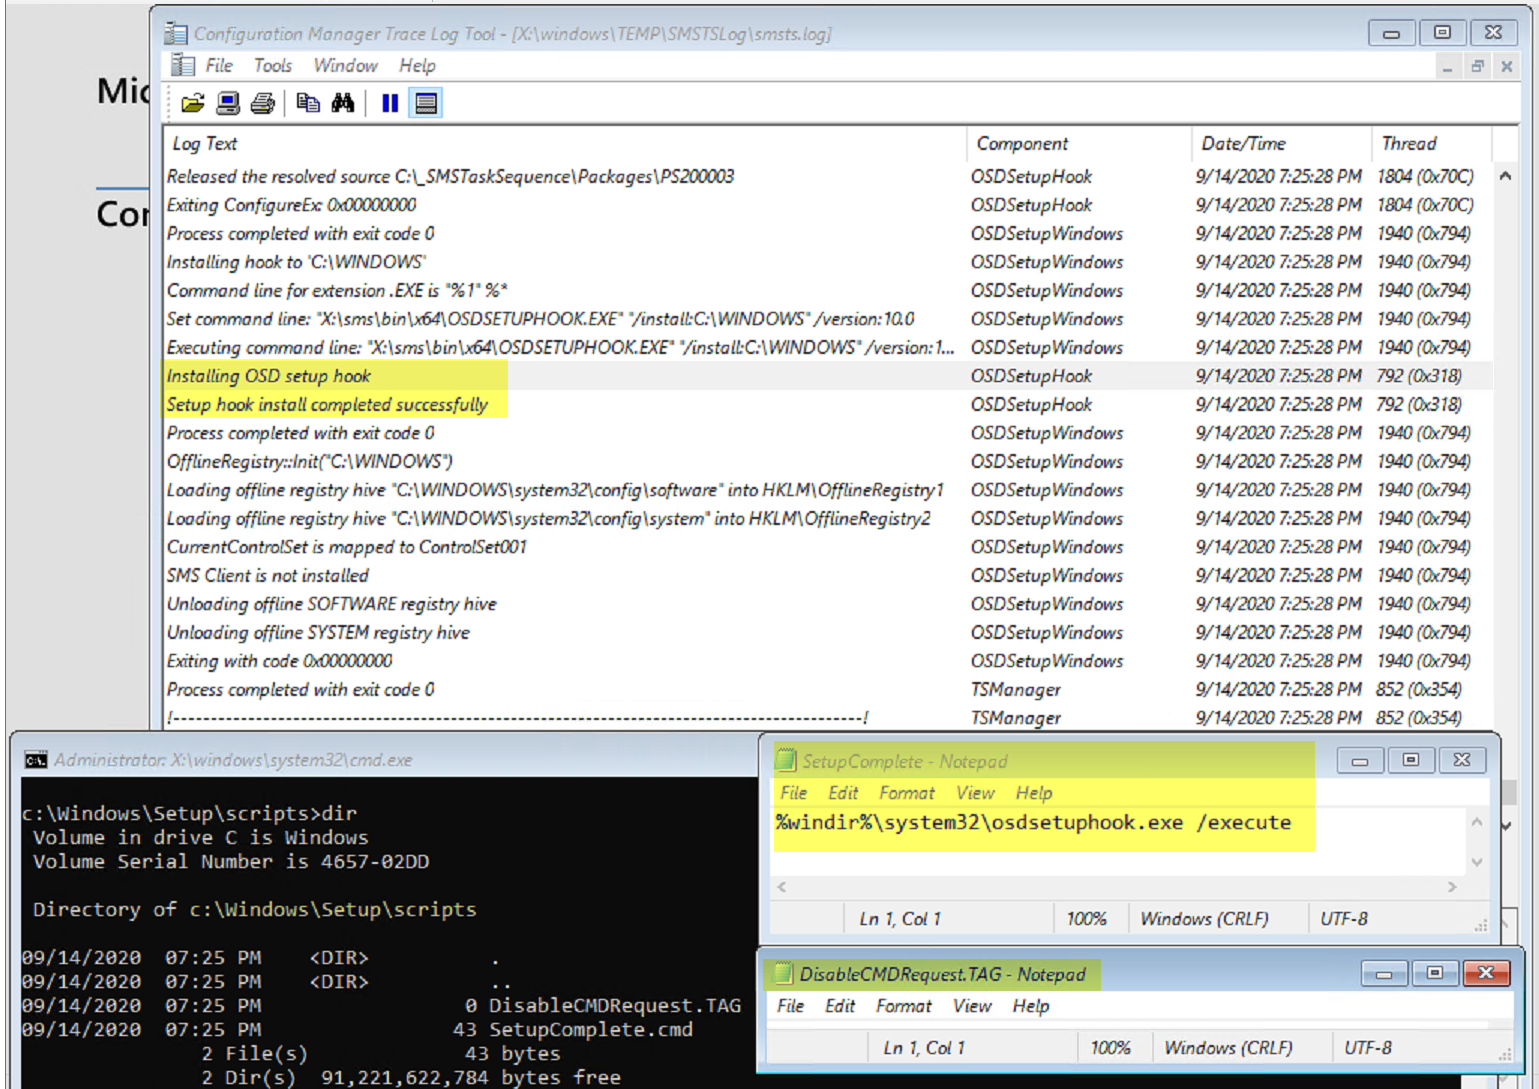 Configuration Manager Trace Log Tool - [X:\windows\TEMP\SMSTSLog\smsts.log]
File Tools Window Help
Mic
Cor
Log Text Component Date/Time Thread
Released the resolved source C:\_SMSTaskSequence\Packages\PS200003 OSDSetupHook 9/14/2020 7:25:28 PM 1804 (0x70C)
Exiting ConfigureEx: 0x00000000 OSDSetupHook 9/14/2020 7:25:28 PM 1804 (0x70C)
Process completed with exit code 0 OSDSetupWindows 9/14/2020 7:25:28 PM 1940 (0x794)
Installing hook to 'C:\WINDOWS' OSDSetupWindows 9/14/2020 7:25:28 PM 1940 (0x794)
Command line for extension .EXE is "%1" %* OSDSetupWindows 9/14/2020 7:25:28 PM 1940 (0x794)
Set command line: "X:\sms\bin\x64\OSDSETUPHOOK.EXE" "/install:C:\WINDOWS" /version:10.0 OSDSetupWindows 9/14/2020 7:25:28 PM 1940 (0x794)
Executing command line: "X:\sms\bin\x64\OSDSETUPHOOK.EXE" "/install:C:\WINDOWS" /version:1... OSDSetupWindows 9/14/2020 7:25:28 PM 1940 (0x794)
Installing OSD setup hook OSDSetupHook 9/14/2020 7:25:28 PM 792 (0x318)
Setup hook install completed successfully OSDSetupHook 9/14/2020 7:25:28 PM 792 (0x318)
Process completed with exit code 0 OSDSetupWindows 9/14/2020 7:25:28 PM 1940 (0x794)
OfflineRegistry::Init("C:\WINDOWS") OSDSetupWindows 9/14/2020 7:25:28 PM 1940 (0x794)
Loading offline registry hive "C:\WINDOWS\system32\config\software" into HKLM\OfflineRegistry1 OSDSetupWindows 9/14/2020 7:25:28 PM 1940 (0x794)
Loading offline registry hive "C:\WINDOWS\system32\config\system" into HKLM\OfflineRegistry2 OSDSetupWindows 9/14/2020 7:25:28 PM 1940 (0x794)
CurrentControlSet is mapped to ControlSet001 OSDSetupWindows 9/14/2020 7:25:28 PM 1940 (0x794)
SMS Client is not installed OSDSetupWindows 9/14/2020 7:25:28 PM 1940 (0x794)
Unloading offline SOFTWARE registry hive OSDSetupWindows 9/14/2020 7:25:28 PM 1940 (0x794)
Unloading offline SYSTEM registry hive OSDSetupWindows 9/14/2020 7:25:28 PM 1940 (0x794)
Exiting with code 0x00000000 OSDSetupWindows 9/14/2020 7:25:28 PM 1940 (0x794)
Process completed with exit code 0 TSManager 9/14/2020 7:25:28 PM 852 (0x354)
!--------------------------------------------------------------------------------------------! TSManager 9/14/2020 7:25:28 PM 852 (0x354)
Administrator: X:\windows\system32\cmd.exe
c:\Windows\Setup\scripts>dir
Volume in drive C is Windows
Volume Serial Number is 4657-02DD
Directory of c:\Windows\Setup\scripts
09/14/2020 07:25 PM <DIR> .
09/14/2020 07:25 PM <DIR> ..
09/14/2020 07:25 PM 0 DisableCMDRequest.TAG
09/14/2020 07:25 PM 43 SetupComplete.cmd
2 File(s) 43 bytes
2 Dir(s) 91,221,622,784 bytes free
SetupComplete - Notepad
File Edit Format View Help
%windir%\system32\osdsetuphook.exe /execute
Ln 1, Col 1 100% Windows (CRLF) UTF-8
DisableCMDRequest.TAG - Notepad
File Edit Format View Help
Ln 1, Col 1 100% Windows (CRLF) UTF-8